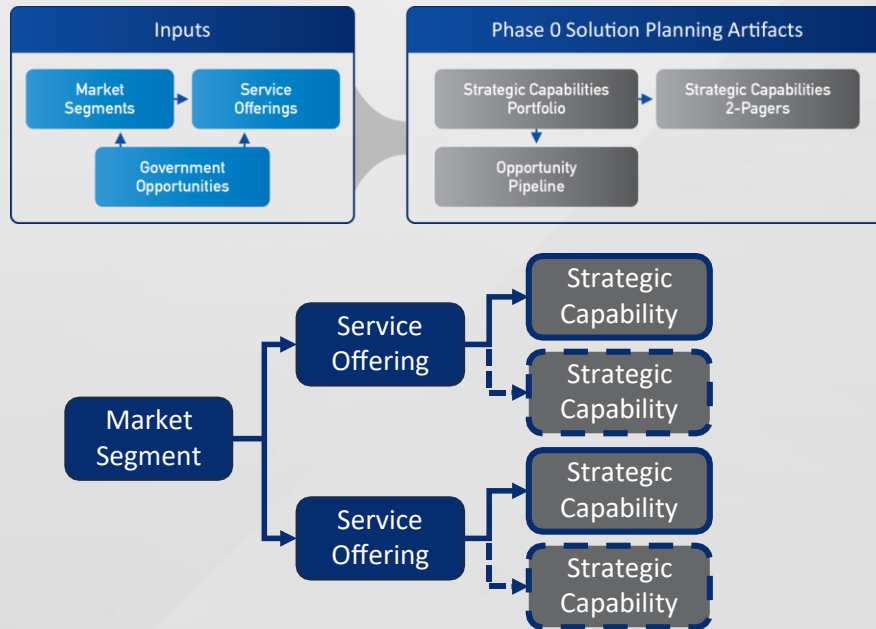 Inputs
Market
Segments
Service
Offerings
Government
Opportunities
Phase 0 Solution Planning Artifacts
Strategic Capabilities
Portfolio
Strategic Capabilities
2-Pagers
Opportunity
Pipeline
Market
Segment
Service
Offering
Strategic
Capability
Strategic
Capability
Service
Offering
Strategic
Capability
Strategic
Capability